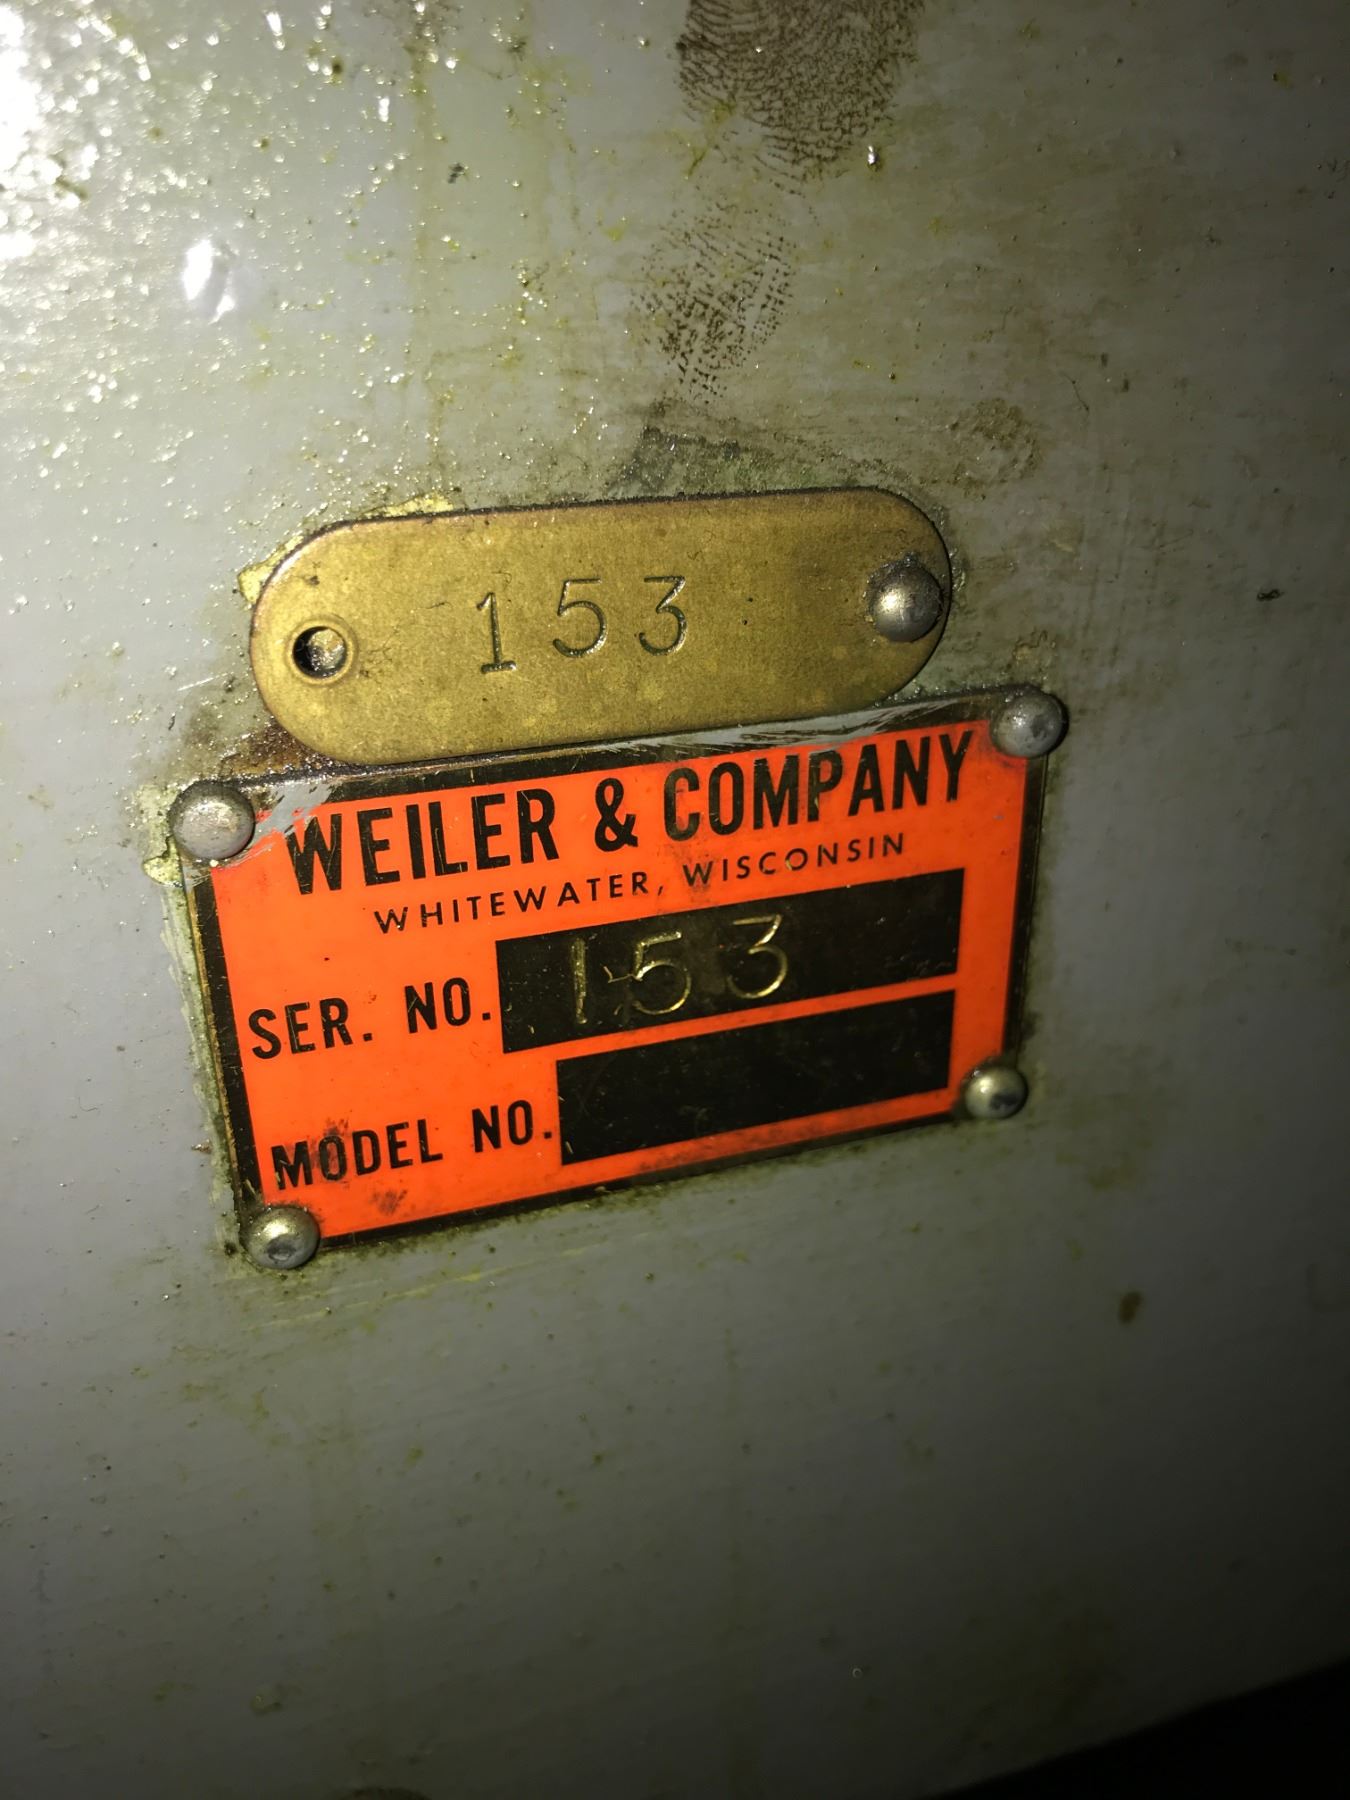 153
WEILER & COMPANY
WHITEWATER, WISCONSIN
SER. NO. 153
MODEL NO.